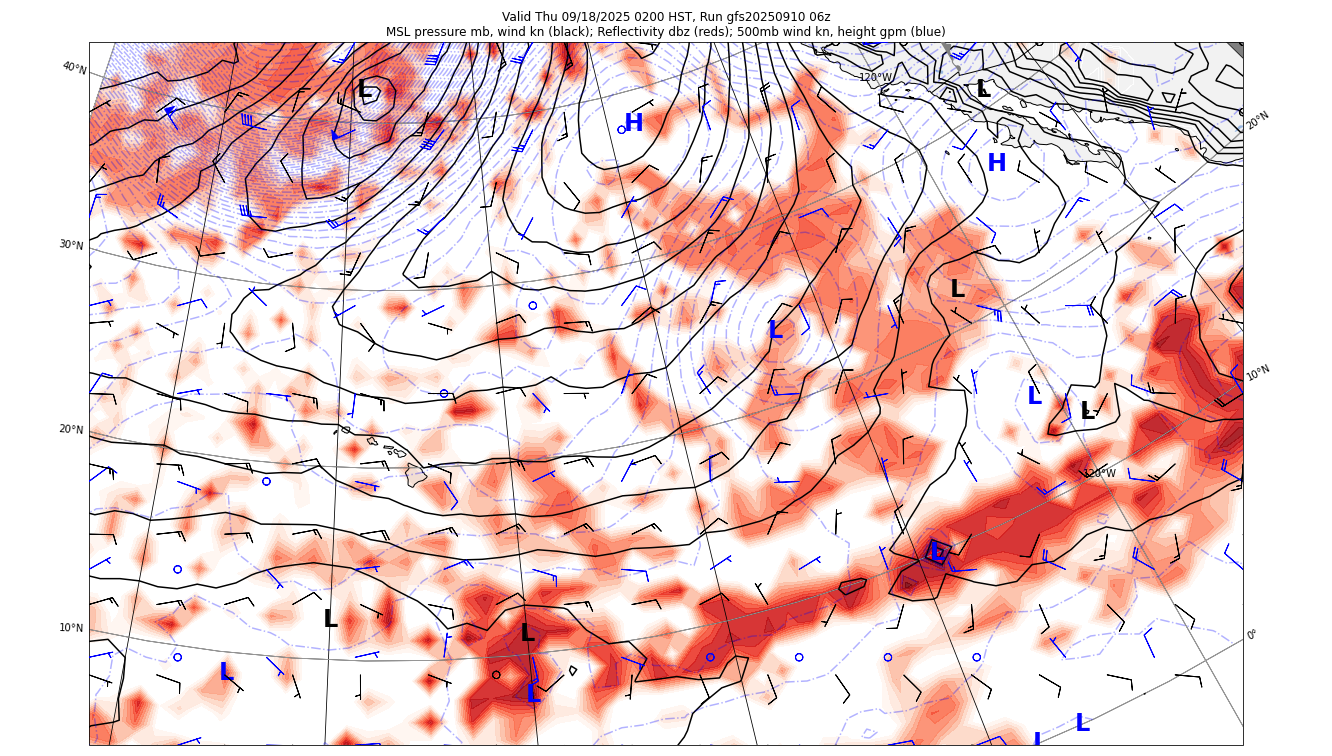 Valid Thu 09/18/2025 0200 HST, Run gfs20250910 06z
MSL pressure mb, wind kn (black); Reflectivity dbz (reds); 500mb wind kn, height gpm (blue)
40°N
120°W
L
L
20°N
H
H
30°N
L
L
10°N
L
L
20°N
120°W
L
10°N
L
L
0°
L
L
L
L